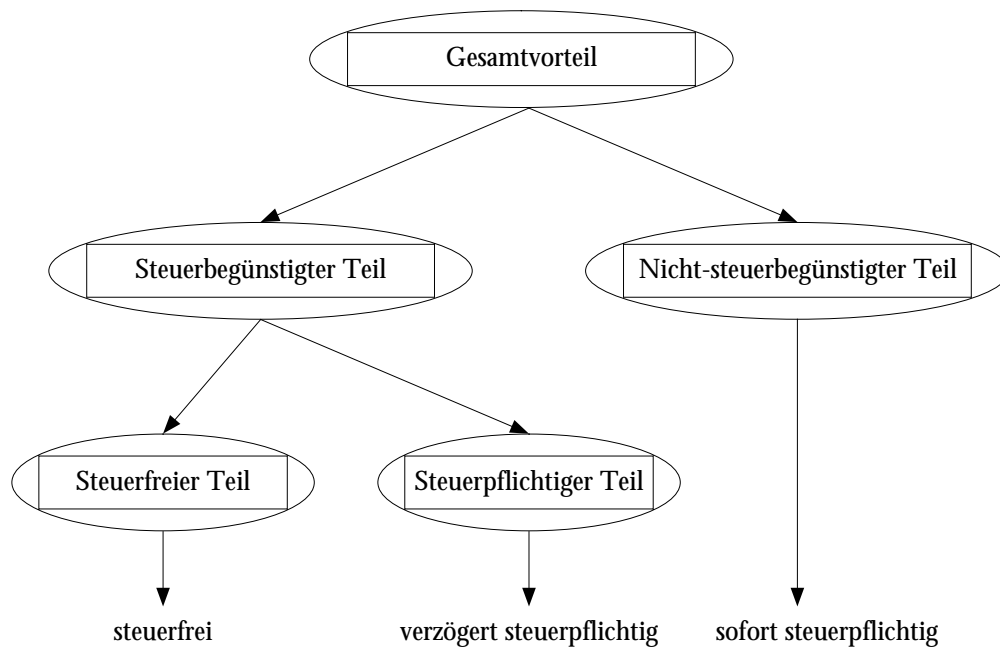 Gesamtvorteil
Steuerbegünstigter Teil
Nicht-steuerbegünstigter Teil
Steuerfreier Teil
Steuerpflichtiger Teil
steuerfrei
verzögert steuerpflichtig
sofort steuerpflichtig